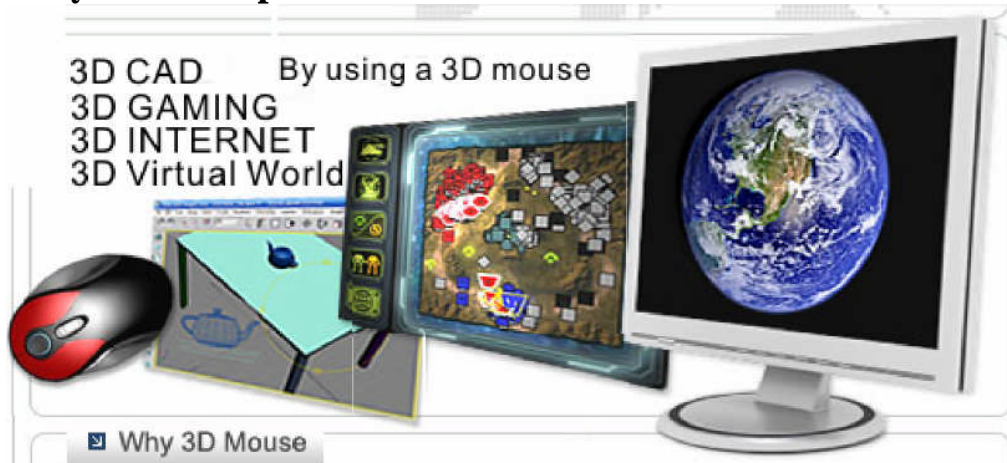 3D CAD
By using a 3D mouse
3D GAMING
3D INTERNET
3D Virtual World
Why 3D Mouse